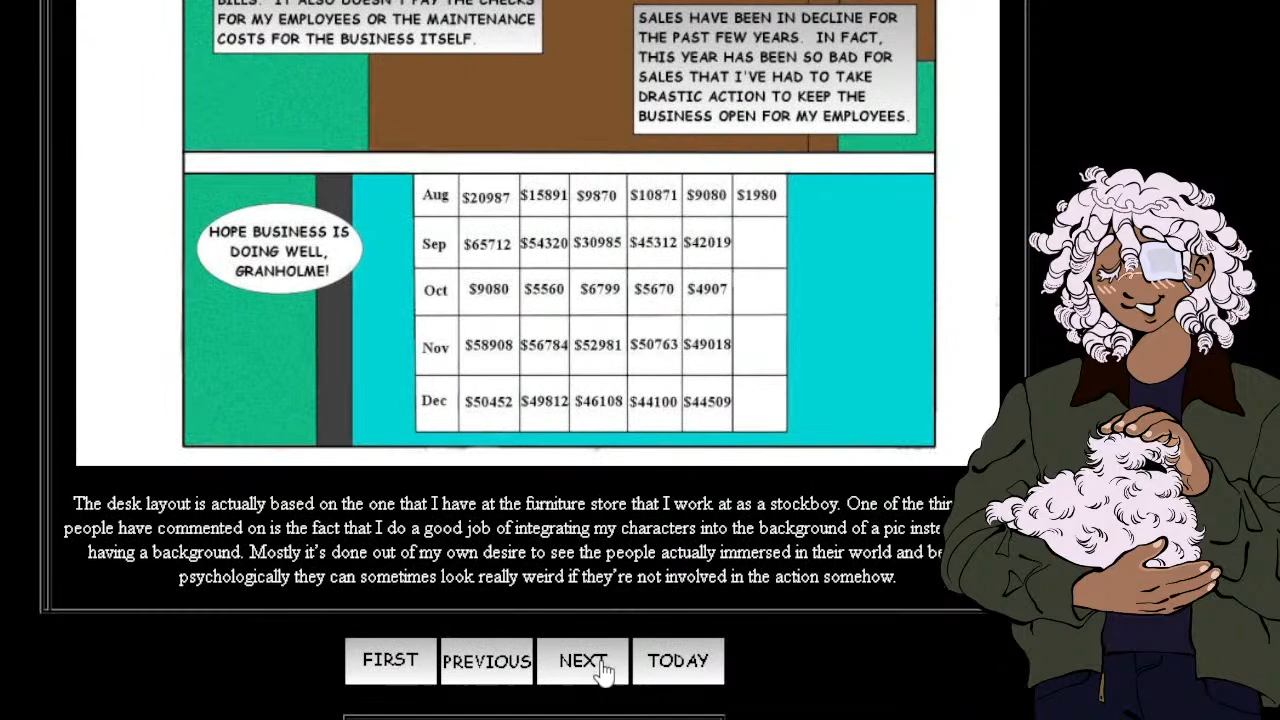 BILLS. IT ALSO DOESN'T PAY THE CHECKS
FOR MY EMPLOYEES OR THE MAINTENANCE
COSTS FOR THE BUSINESS ITSELF.
SALES HAVE BEEN IN DECLINE FOR
THE PAST FEW YEARS. IN FACT,
THIS YEAR HAS BEEN SO BAD FOR
SALES THAT I'VE HAD TO TAKE
DRASTIC ACTION TO KEEP THE
BUSINESS OPEN FOR MY EMPLOYEES.
HOPE BUSINESS IS
DOING WELL,
GRANHOLME!
Aug $20987 $15891 $9870 $10871 $9080 $1980
Sep $65712 $54320 $30985 $45312 $42019
Oct $9080 $5560 $6799 $5670 $4907
Nov $58908 $56784 $52981 $50763 $49018
Dec $50452 $49812 $46108 $44100 $44509
The desk layout is actually based on the one that I have at the furniture store that I work at as a stockboy. One of the
people have commented on is the fact that I do a good job of integrating my characters into the background of a pic
having a background. Mostly it's done out of my own desire to see the people actually immersed in their world and
psychologically they can sometimes look really weird if they're not involved in the action somehow.
FIRST PREVIOUS NEXT TODAY